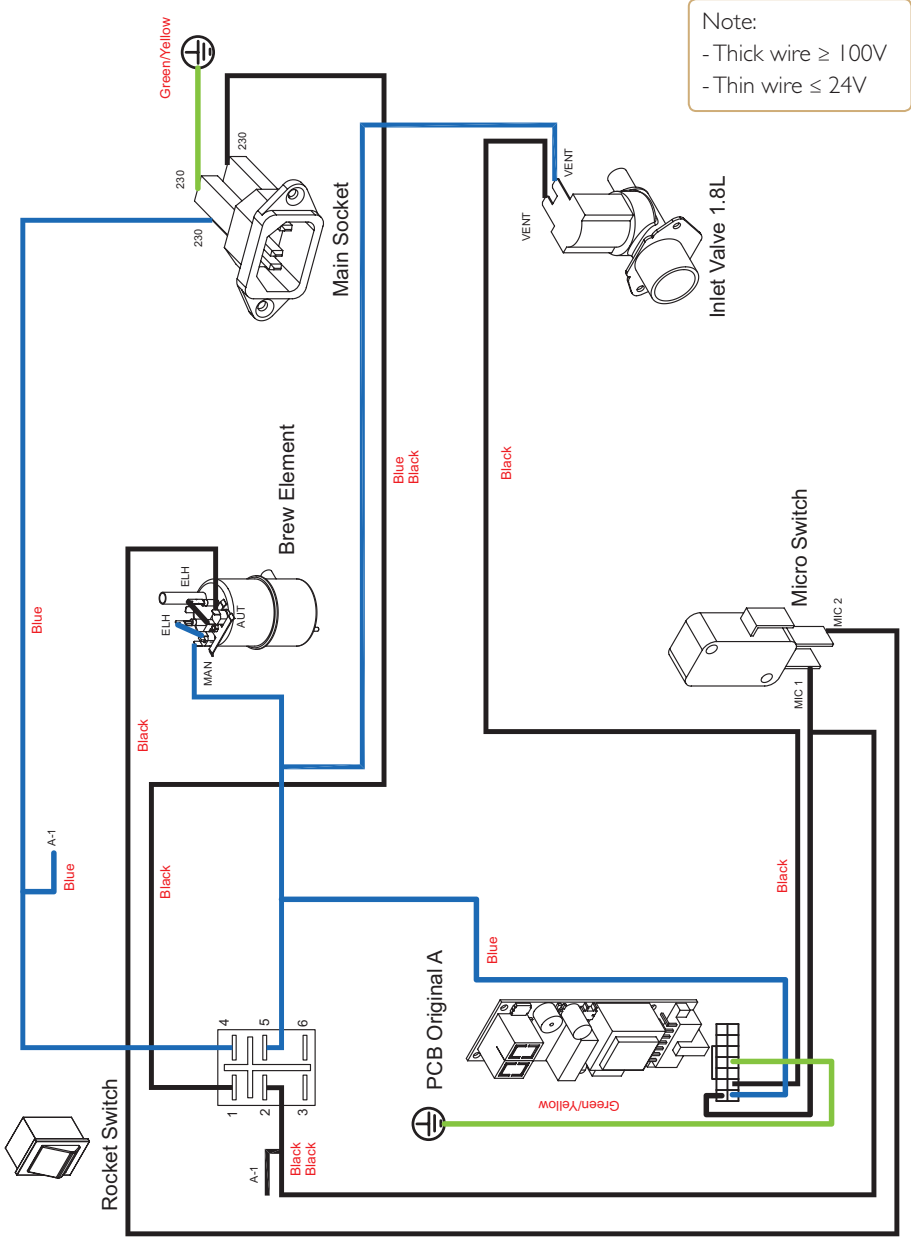 Note:
- Thick wire ≥ 100V
- Thin wire ≤ 24V
Green/Yellow
230
230
230
Main Socket
Blue
VENT
VENT
Inlet Valve 1.8L
Blue
Black
Black
Brew Element
ELH
ELH
AUT
MAN
Black
Micro Switch
MIC 1
MIC 2
A-1
Blue
Black
Black
Blue
PCB Original A
Green/Yellow
Rocket Switch
1
2
3
4
5
6
A-1
Black
Black